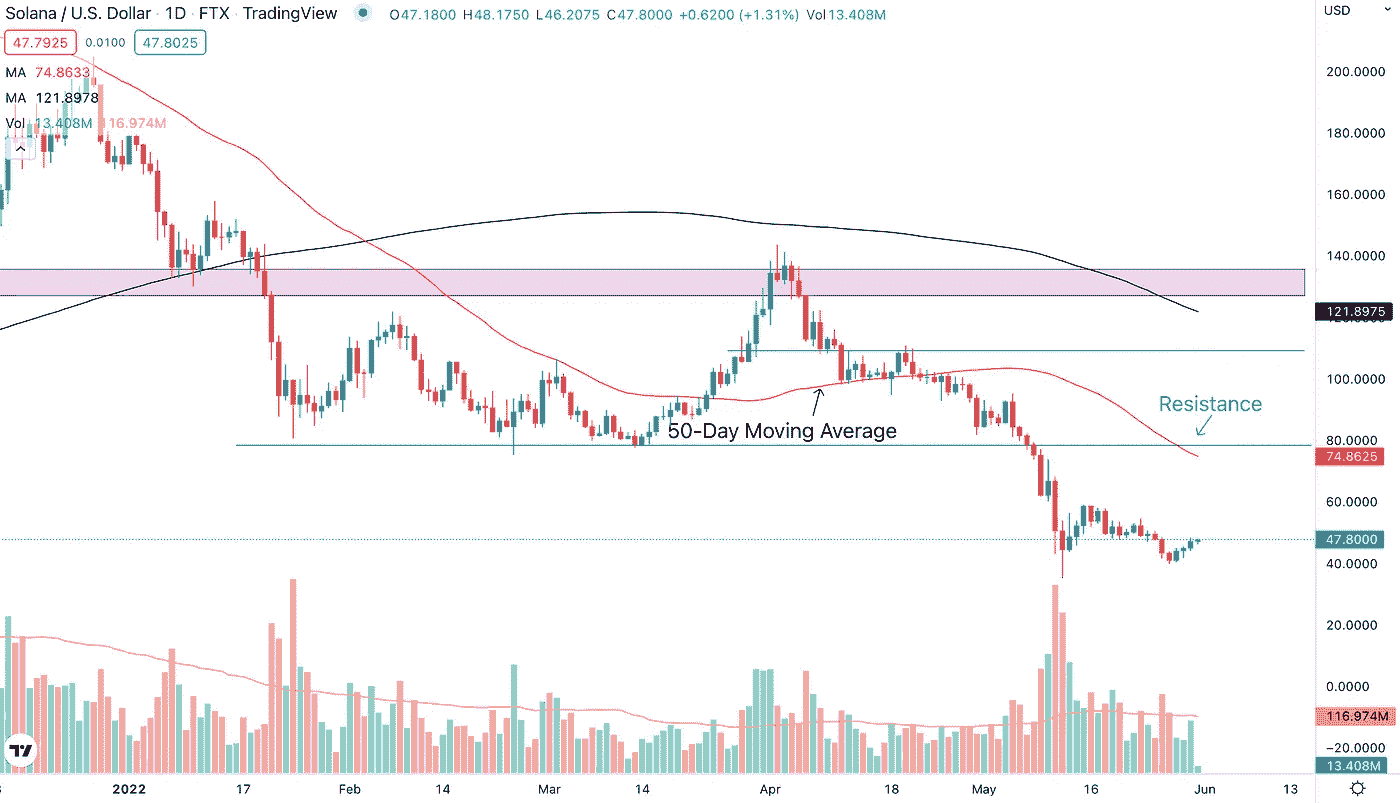 Solana / U.S. Dollar · 1D · FTX · TradingView O47.1800 H48.1750 L46.2075 C47.8000 +0.6200 (+1.31%) Vol13.408M
USD
47.7925 0.0100 47.8025
MA 74.8633
MA 121.8978
Vol 13.408M 116.974M
200.0000
180.0000
160.0000
140.0000
121.8975
100.0000
Resistance
50-Day Moving Average
80.0000
74.8625
60.0000
47.8000
40.0000
20.0000
0.0000
116.974M
−20.0000
13.408M
2022 17 Feb 14 Mar 14 Apr 18 May 16 Jun 13